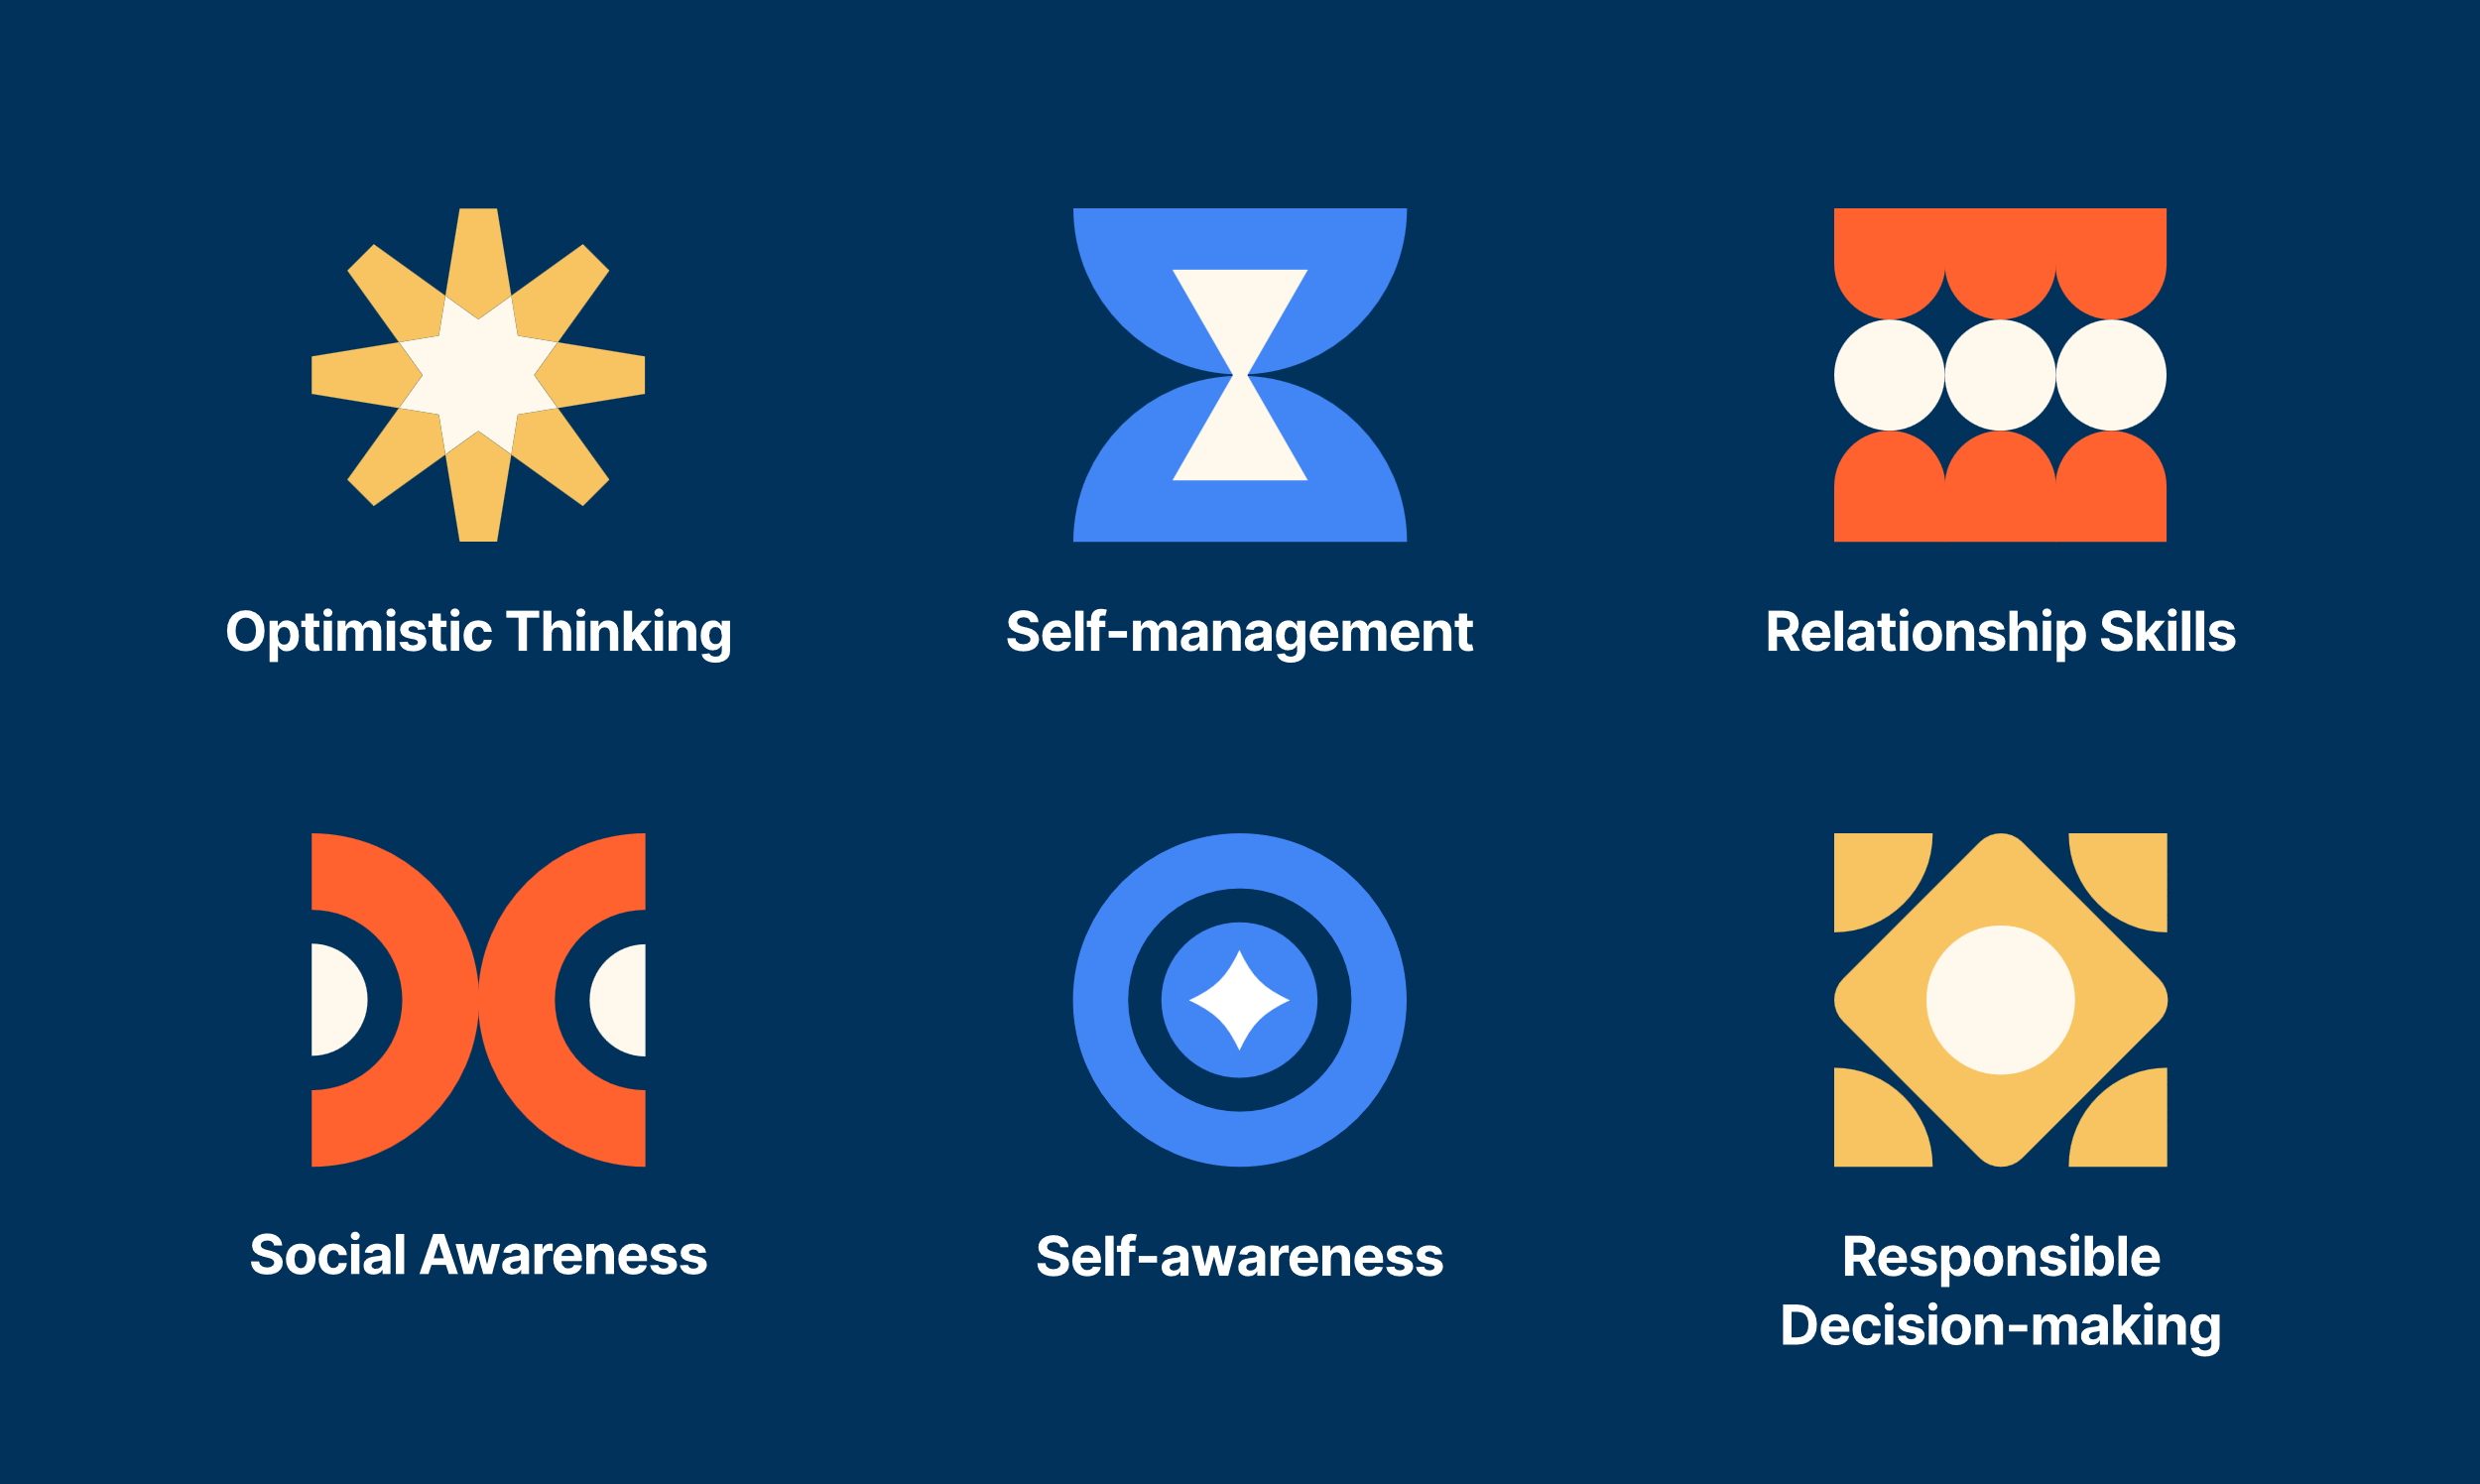 Optimistic Thinking
Self-management
Relationship Skills
Social Awareness
Self-awareness
Responsible
Decision-making